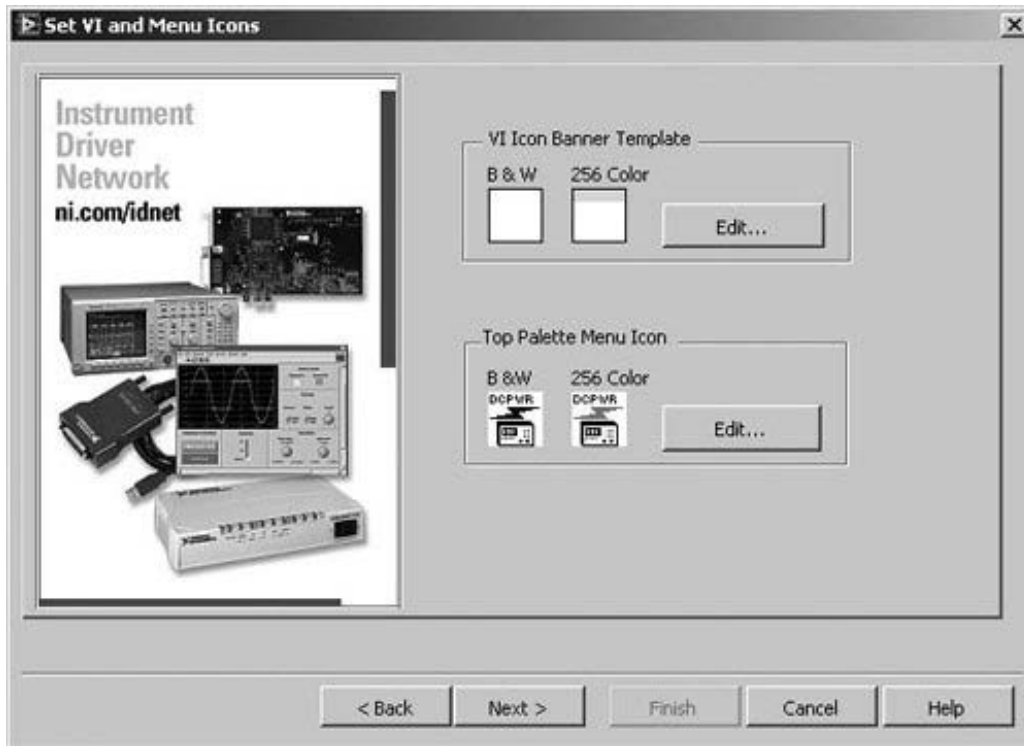 Set VI and Menu Icons
Instrument
Driver
Network
ni.com/idnet
VI Icon Banner Template
B & W 256 Color
Edit...
Top Palette Menu Icon
B &W 256 Color
DCPWR DCPWR
Edit...
< Back Next > Finish Cancel Help